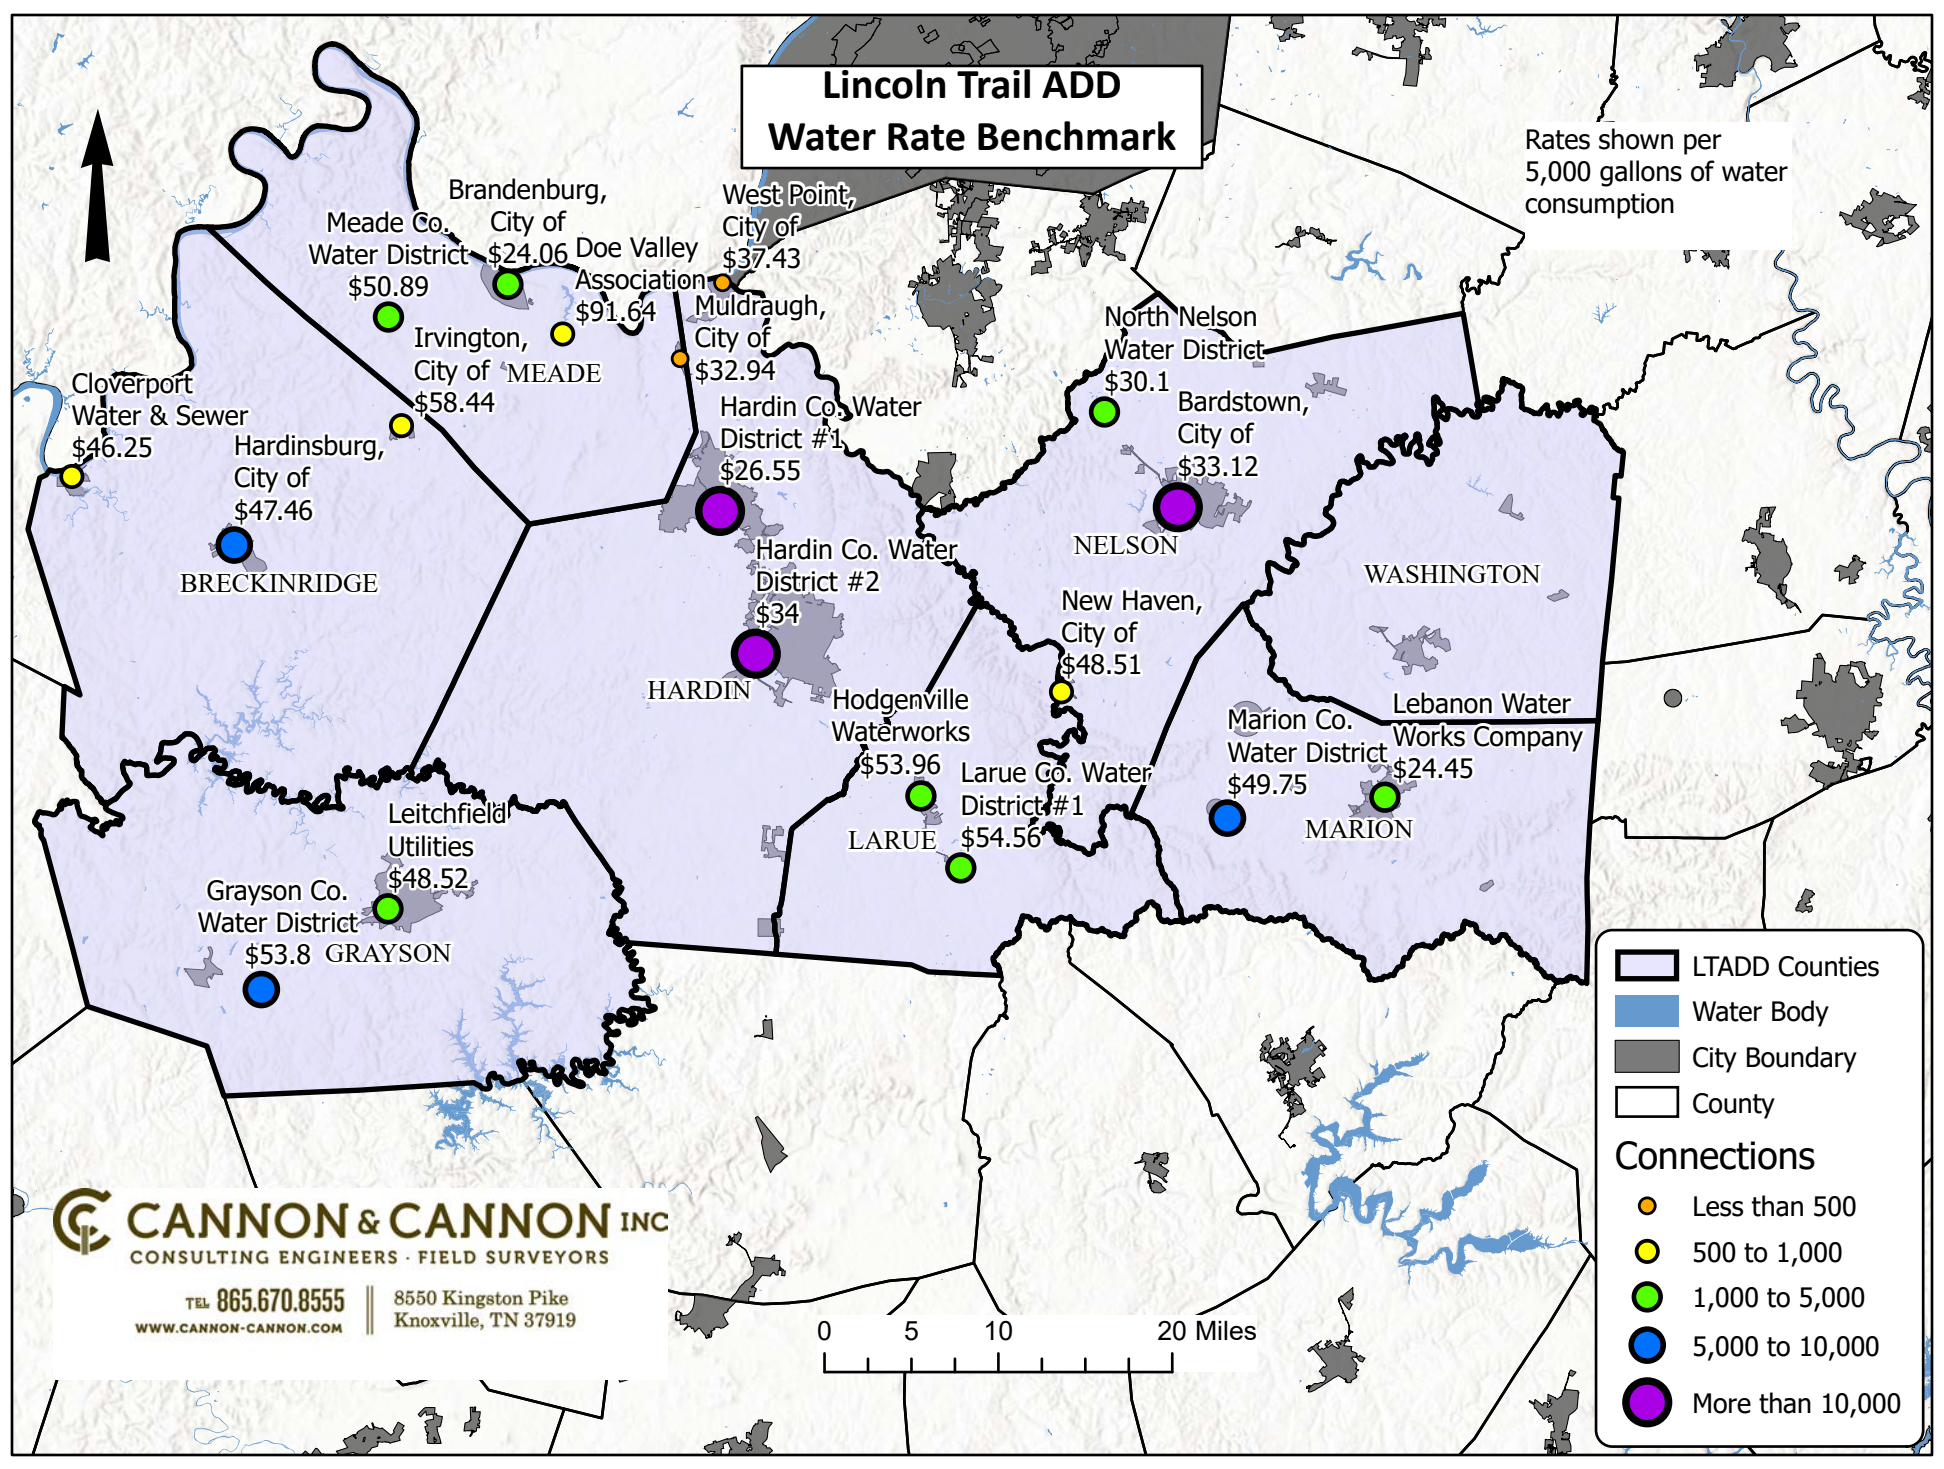 Lincoln Trail ADD
Water Rate Benchmark
Rates shown per
5,000 gallons of water
consumption
Brandenburg,
City of
$24.06
Meade Co.
Water District
$50.89
Doe Valley
Association
$91.64
West Point,
City of
$37.43
Muldraugh,
City of
$32.94
Irvington,
City of
$58.44
MEADE
Cloverport
Water & Sewer
$46.25
Hardinsburg,
City of
$47.46
BRECKINRIDGE
Hardin Co. Water
District #1
$26.55
Hardin Co. Water
District #2
$34
HARDIN
North Nelson
Water District
$30.1
Bardstown,
City of
$33.12
NELSON
New Haven,
City of
$48.51
WASHINGTON
Hodgenville
Waterworks
$53.96
Larue Co. Water
District #1
$54.56
LARUE
Marion Co.
Water District
$49.75
Lebanon Water
Works Company
$24.45
MARION
Leitchfield
Utilities
$48.52
Grayson Co.
Water District
$53.8
GRAYSON
LTADD Counties
Water Body
City Boundary
County
Connections
Less than 500
500 to 1,000
1,000 to 5,000
5,000 to 10,000
More than 10,000
CANNON & CANNON INC
CONSULTING ENGINEERS · FIELD SURVEYORS
TEL 865.670.8555
WWW.CANNON-CANNON.COM
8550 Kingston Pike
Knoxville, TN 37919
0 5 10 20 Miles